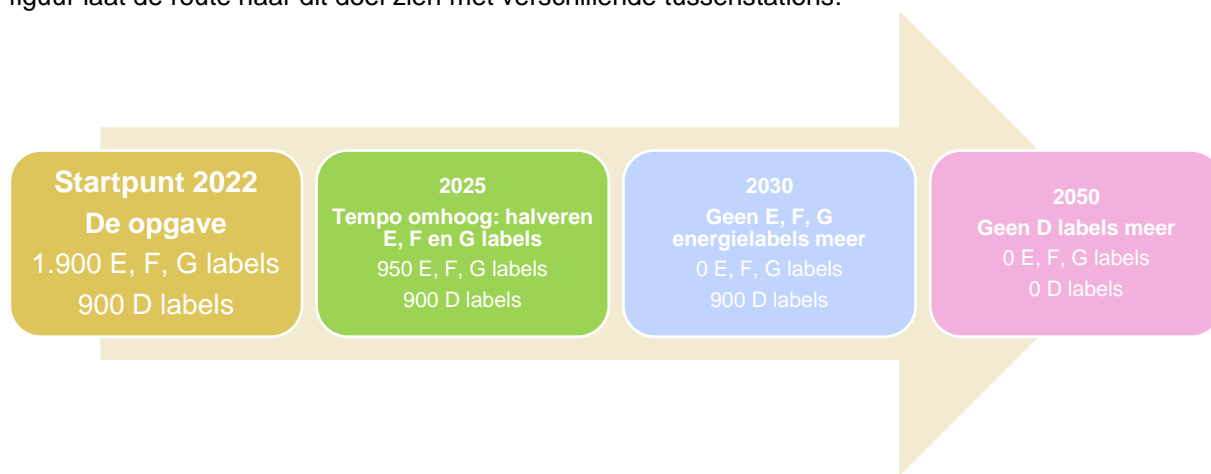 figuur laat de route naar dit doel zien met verschillende tussenstations.
Startpunt 2022
De opgave
1.900 E, F, G labels
900 D labels
2025
Tempo omhoog: halveren
E, F en G labels
950 E, F, G labels
900 D labels
2030
Geen E, F, G
energielabels meer
0 E, F, G labels
900 D labels
2050
Geen D labels meer
0 E, F, G labels
0 D labels